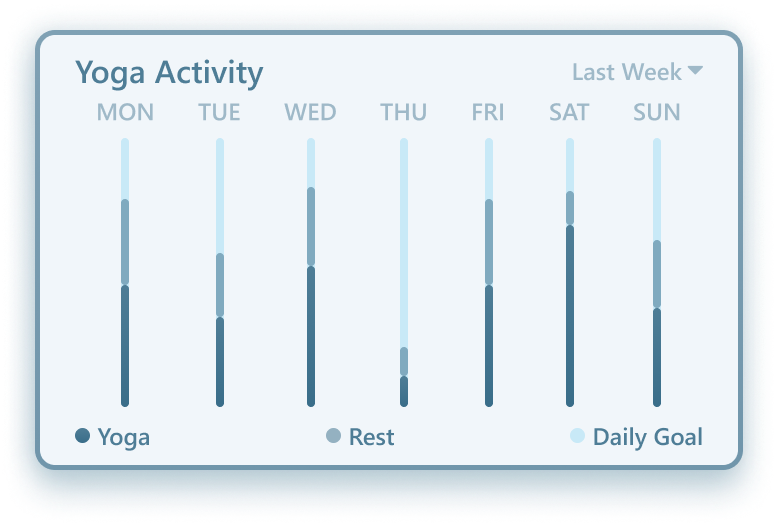 Yoga Activity
Last Week
MON TUE WED THU FRI SAT SUN
Yoga Rest Daily Goal